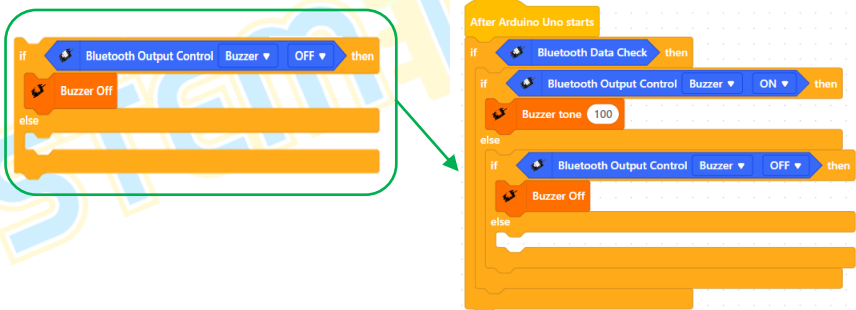 if Bluetooth Output Control Buzzer ▼ OFF ▼ then
Buzzer Off
else
After Arduino Uno starts
if Bluetooth Data Check then
if Bluetooth Output Control Buzzer ▼ ON ▼ then
Buzzer tone 100
else
if Bluetooth Output Control Buzzer ▼ OFF ▼ then
Buzzer Off
else
STEM